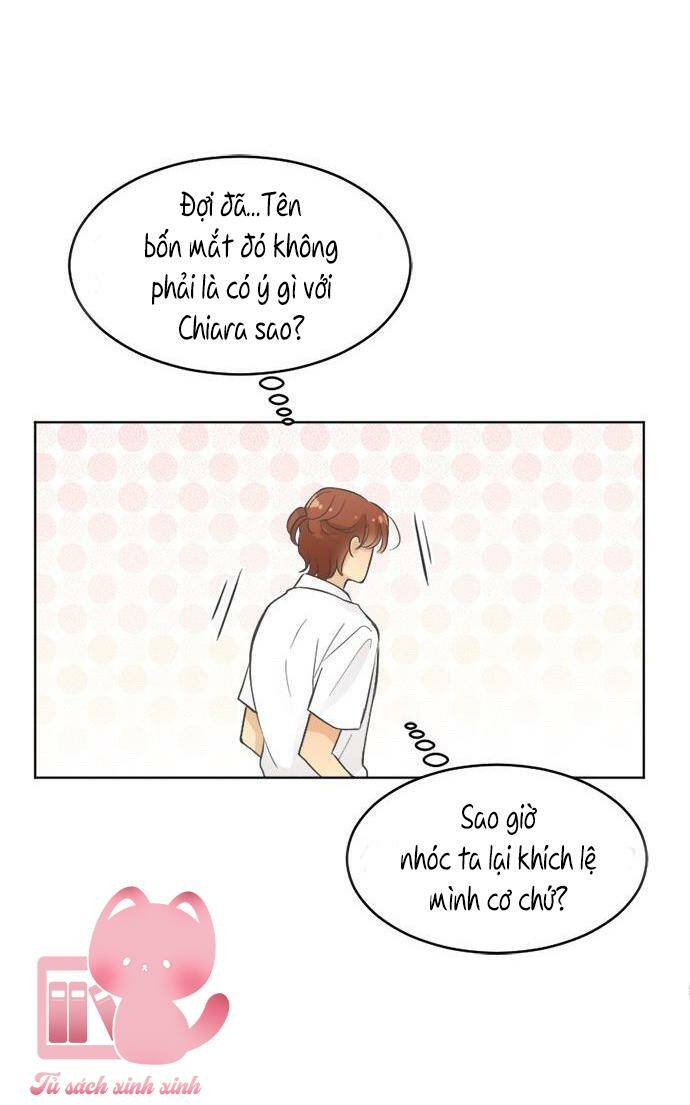 Đợi đã...Tên
bốn mắt đó không
phải là có ý gì với
Chiara sao?
Sao giờ
nhóc ta lại khích lệ
mình cơ chứ?
Tủ sách xinh xinh